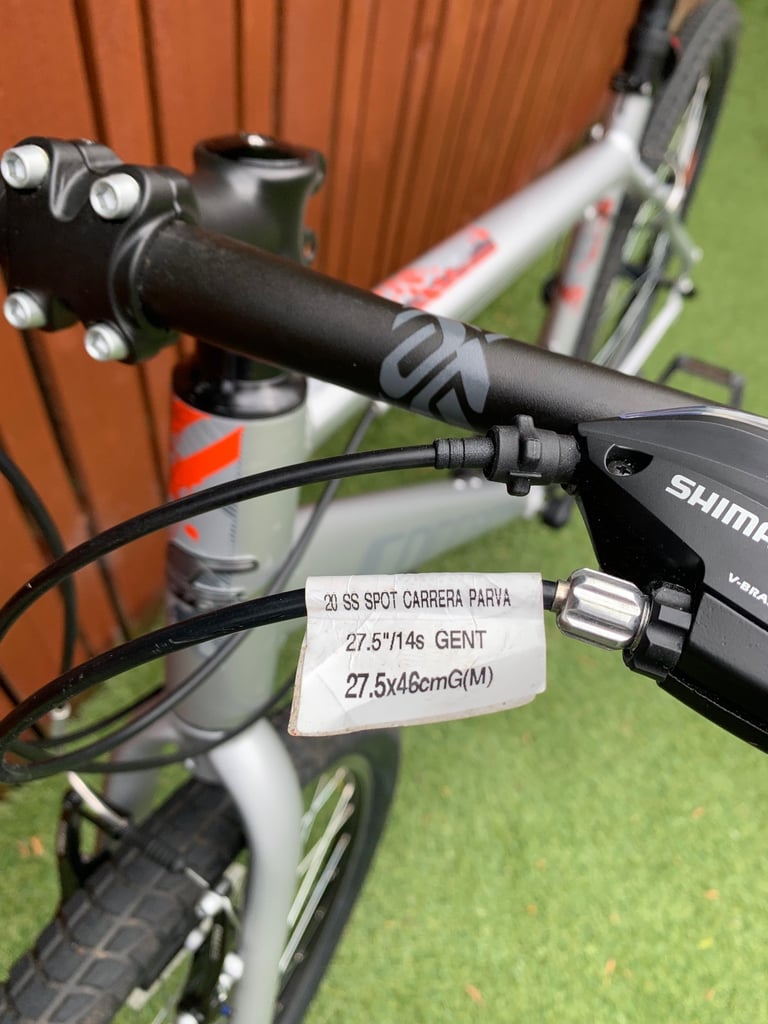 SHIMA
V-BRA
20 SS SPOT CARRERA PARVA
27.5"/14s GENT
27.5x46cmG(M)